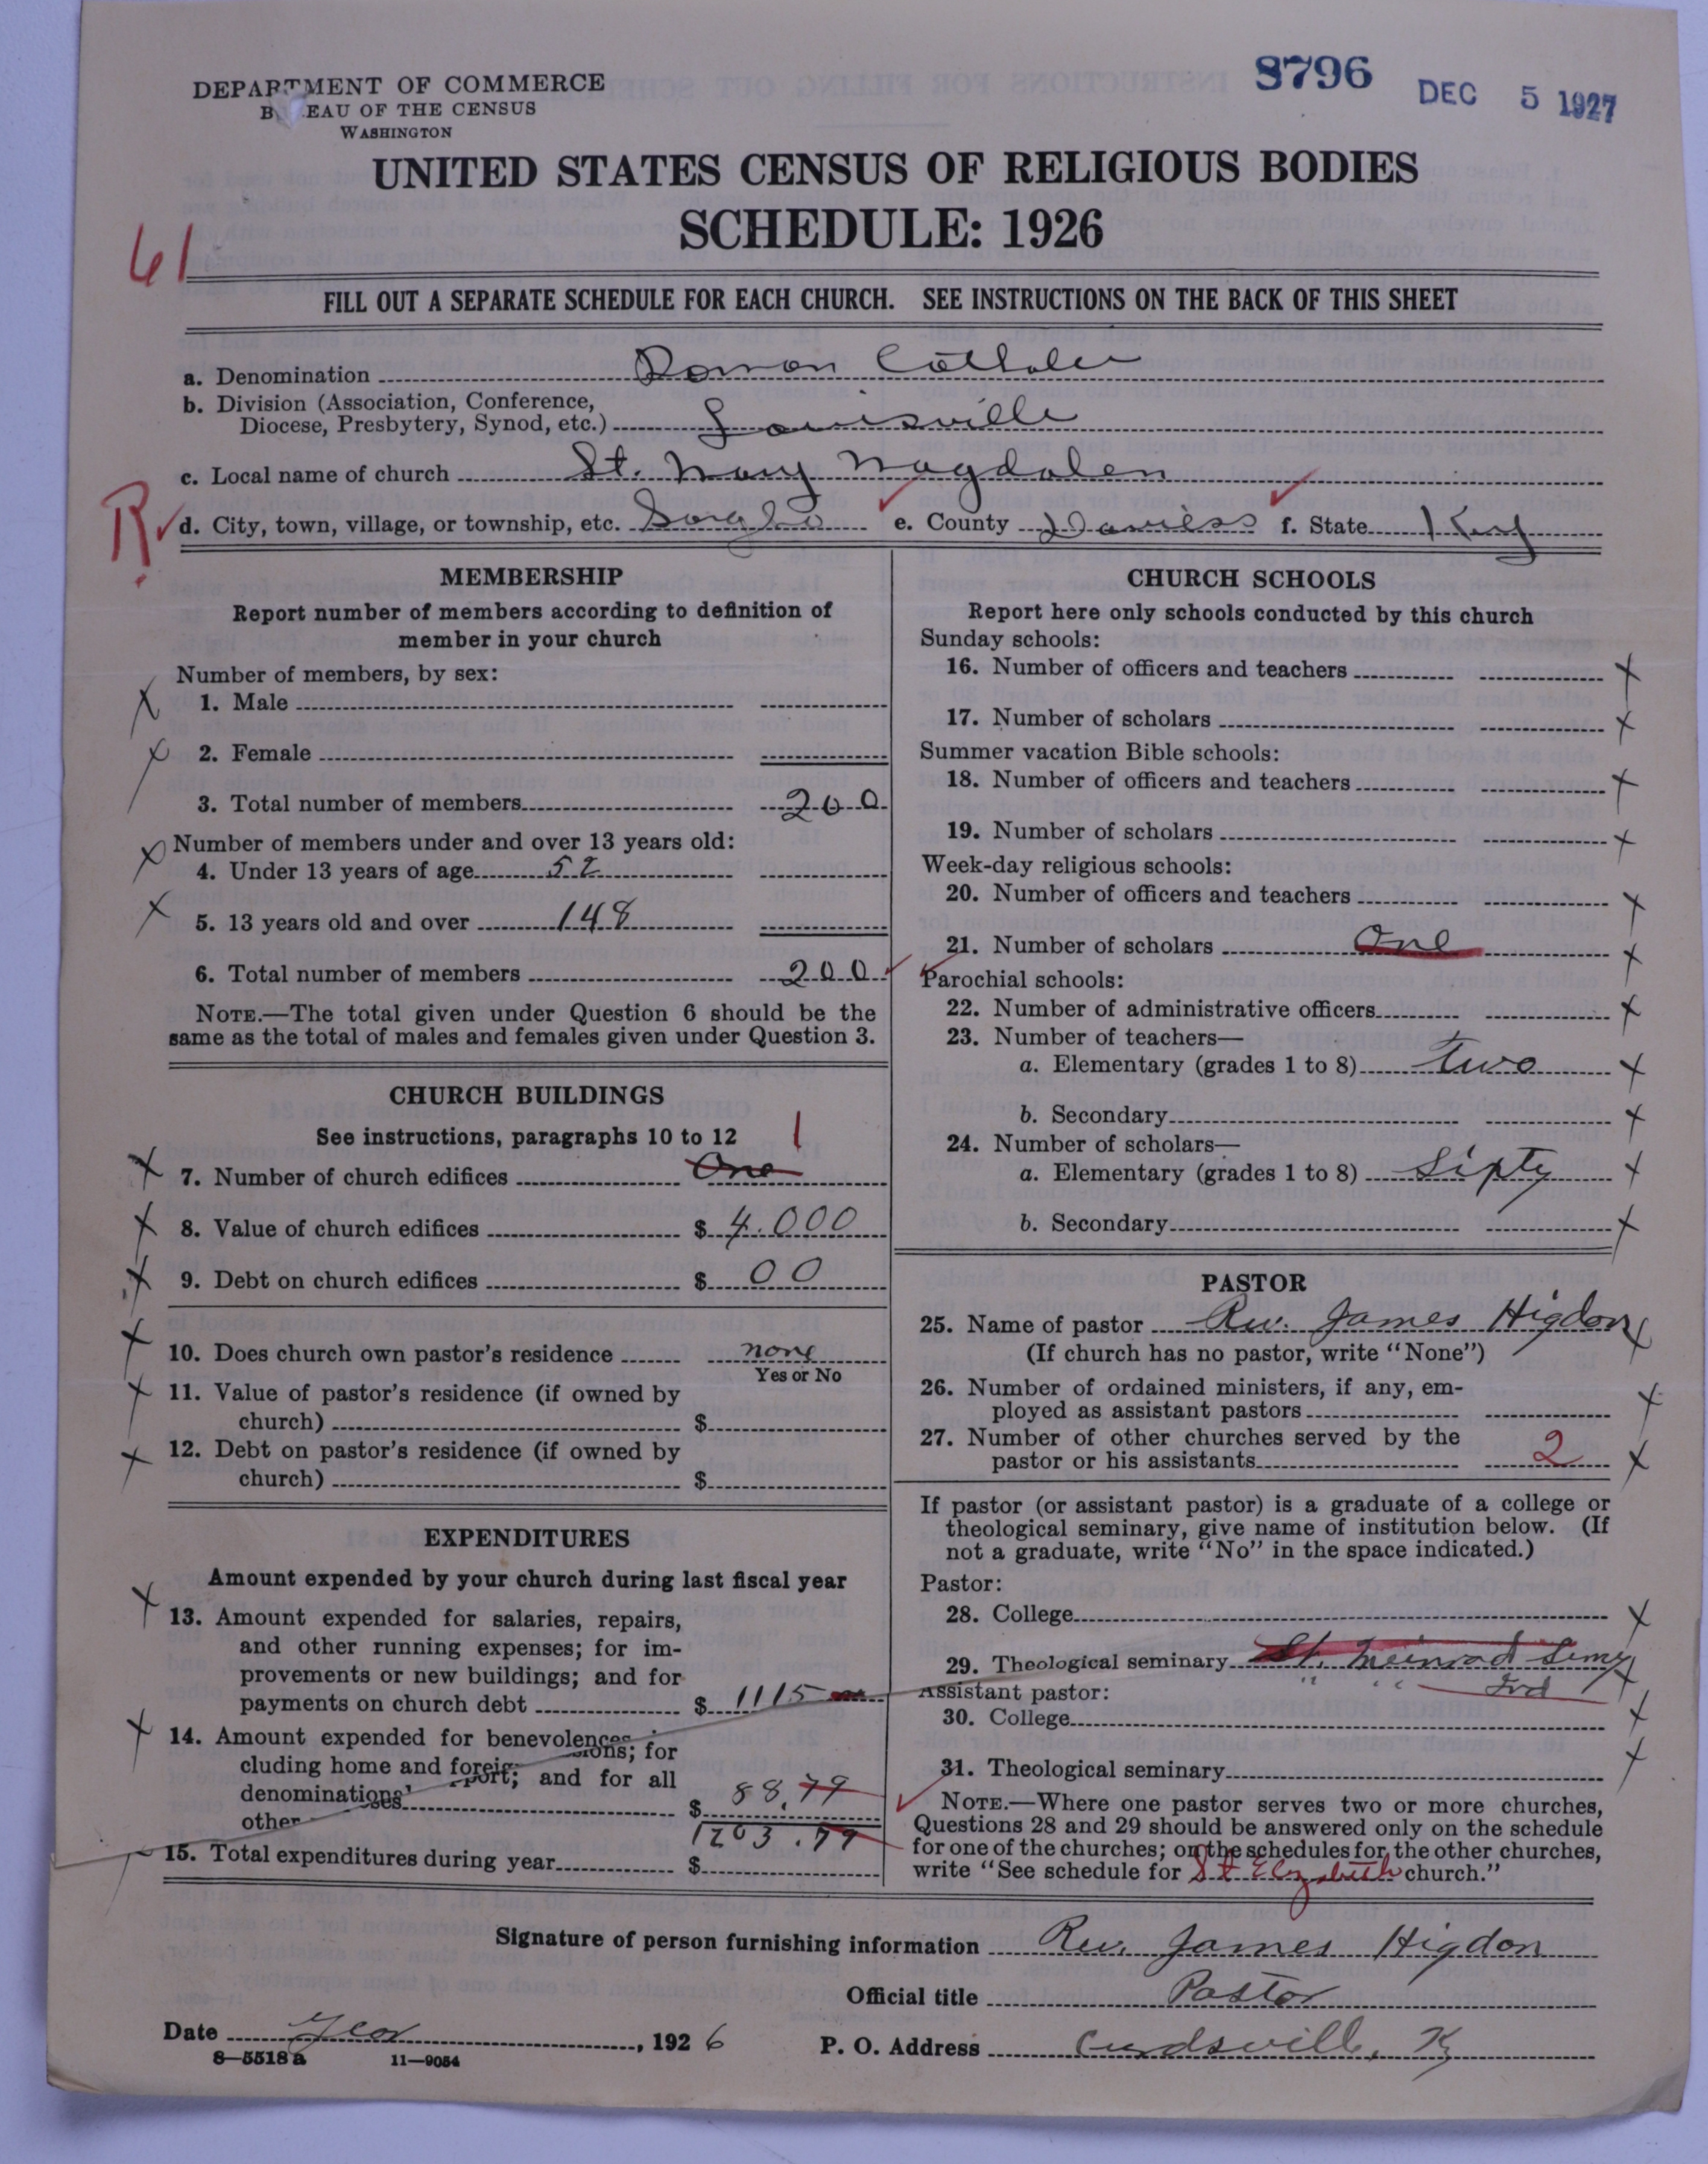 8796
DEC 5 1927
DEPARTMENT OF COMMERCE
BUREAU OF THE CENSUS
WASHINGTON
UNITED STATES CENSUS OF RELIGIOUS BODIES
SCHEDULE: 1926
61
FILL OUT A SEPARATE SCHEDULE FOR EACH CHURCH. SEE INSTRUCTIONS ON THE BACK OF THIS SHEET
a. Denomination Roman Catholic
b. Division (Association, Conference,
Diocese, Presbytery, Synod, etc.) Louisville
c. Local name of church St. Mary Magdalen
R
d. City, town, village, or township, etc. Sorgho e. County Daviess f. State Ky
MEMBERSHIP
Report number of members according to definition of
member in your church
Number of members, by sex:
1. Male
2. Female
3. Total number of members 200
Number of members under and over 13 years old:
4. Under 13 years of age 52
5. 13 years old and over 148
6. Total number of members 200
NOTE.—The total given under Question 6 should be the
same as the total of males and females given under Question 3.
CHURCH BUILDINGS
See instructions, paragraphs 10 to 12 1
7. Number of church edifices One
8. Value of church edifices $ 4.000
9. Debt on church edifices $ 00
10. Does church own pastor's residence none
Yes or No
11. Value of pastor's residence (if owned by
church) $
12. Debt on pastor's residence (if owned by
church) $
EXPENDITURES
Amount expended by your church during last fiscal year
13. Amount expended for salaries, repairs,
and other running expenses; for im-
provements or new buildings; and for
payments on church debt $ 1115
14. Amount expended for benevolences,
cluding home and foreign sions; for
denominational port; and for all
other $ 88.79
15. Total expenditures during year $ 1203.79
CHURCH SCHOOLS
Report here only schools conducted by this church
Sunday schools:
16. Number of officers and teachers
17. Number of scholars
Summer vacation Bible schools:
18. Number of officers and teachers
19. Number of scholars
Week-day religious schools:
20. Number of officers and teachers
21. Number of scholars One
Parochial schools:
22. Number of administrative officers
23. Number of teachers—
a. Elementary (grades 1 to 8) Two
b. Secondary
24. Number of scholars—
a. Elementary (grades 1 to 8) Sixty
b. Secondary
PASTOR
25. Name of pastor Rev. James Higdon
(If church has no pastor, write "None")
26. Number of ordained ministers, if any, em-
ployed as assistant pastors
27. Number of other churches served by the
pastor or his assistants 2
If pastor (or assistant pastor) is a graduate of a college or
theological seminary, give name of institution below. (If
not a graduate, write "No" in the space indicated.)
Pastor:
28. College
29. Theological seminary St. Meinrad Semy
" " Ind
Assistant pastor:
30. College
31. Theological seminary
NOTE.—Where one pastor serves two or more churches,
Questions 28 and 29 should be answered only on the schedule
for one of the churches; on the schedules for the other churches,
write "See schedule for St Elizabeth church."
Signature of person furnishing information Rev. James Higdon
Official title Pastor
Date Year, 1926 P. O. Address Curdsville, Ky
8—5518 a 11—9054